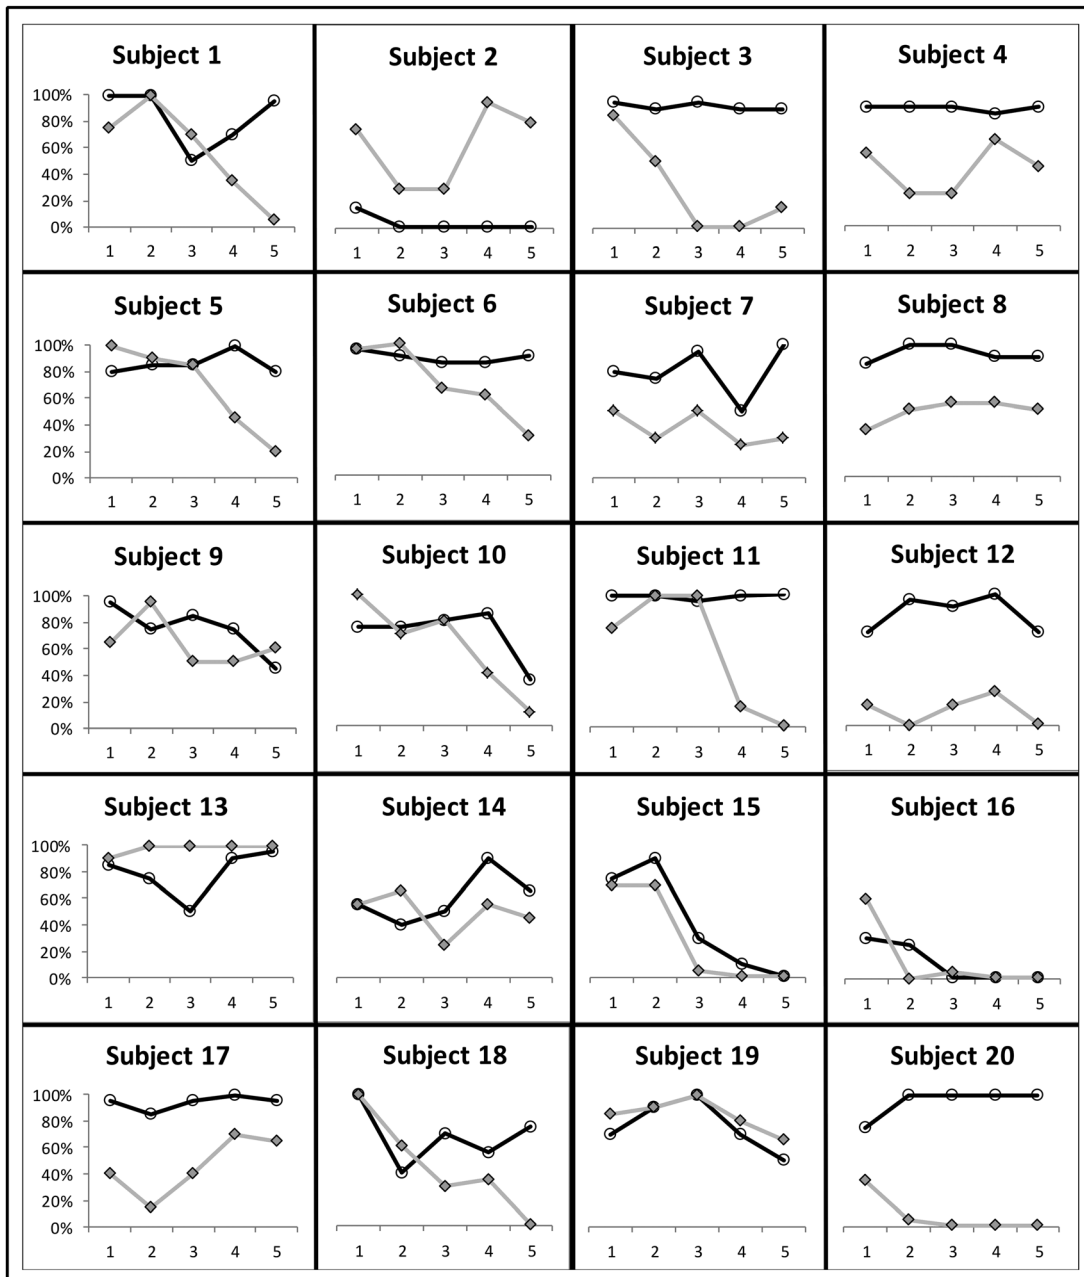 Subject 1
Subject 2
Subject 3
Subject 4
100%
80%
60%
40%
20%
0%
1 2 3 4 5
1 2 3 4 5
1 2 3 4 5
1 2 3 4 5
Subject 5
Subject 6
Subject 7
Subject 8
100%
80%
60%
40%
20%
0%
1 2 3 4 5
1 2 3 4 5
1 2 3 4 5
1 2 3 4 5
Subject 9
Subject 10
Subject 11
Subject 12
100%
80%
60%
40%
20%
0%
1 2 3 4 5
1 2 3 4 5
1 2 3 4 5
1 2 3 4 5
Subject 13
Subject 14
Subject 15
Subject 16
100%
80%
60%
40%
20%
0%
1 2 3 4 5
1 2 3 4 5
1 2 3 4 5
1 2 3 4 5
Subject 17
Subject 18
Subject 19
Subject 20
100%
80%
60%
40%
20%
0%
1 2 3 4 5
1 2 3 4 5
1 2 3 4 5
1 2 3 4 5